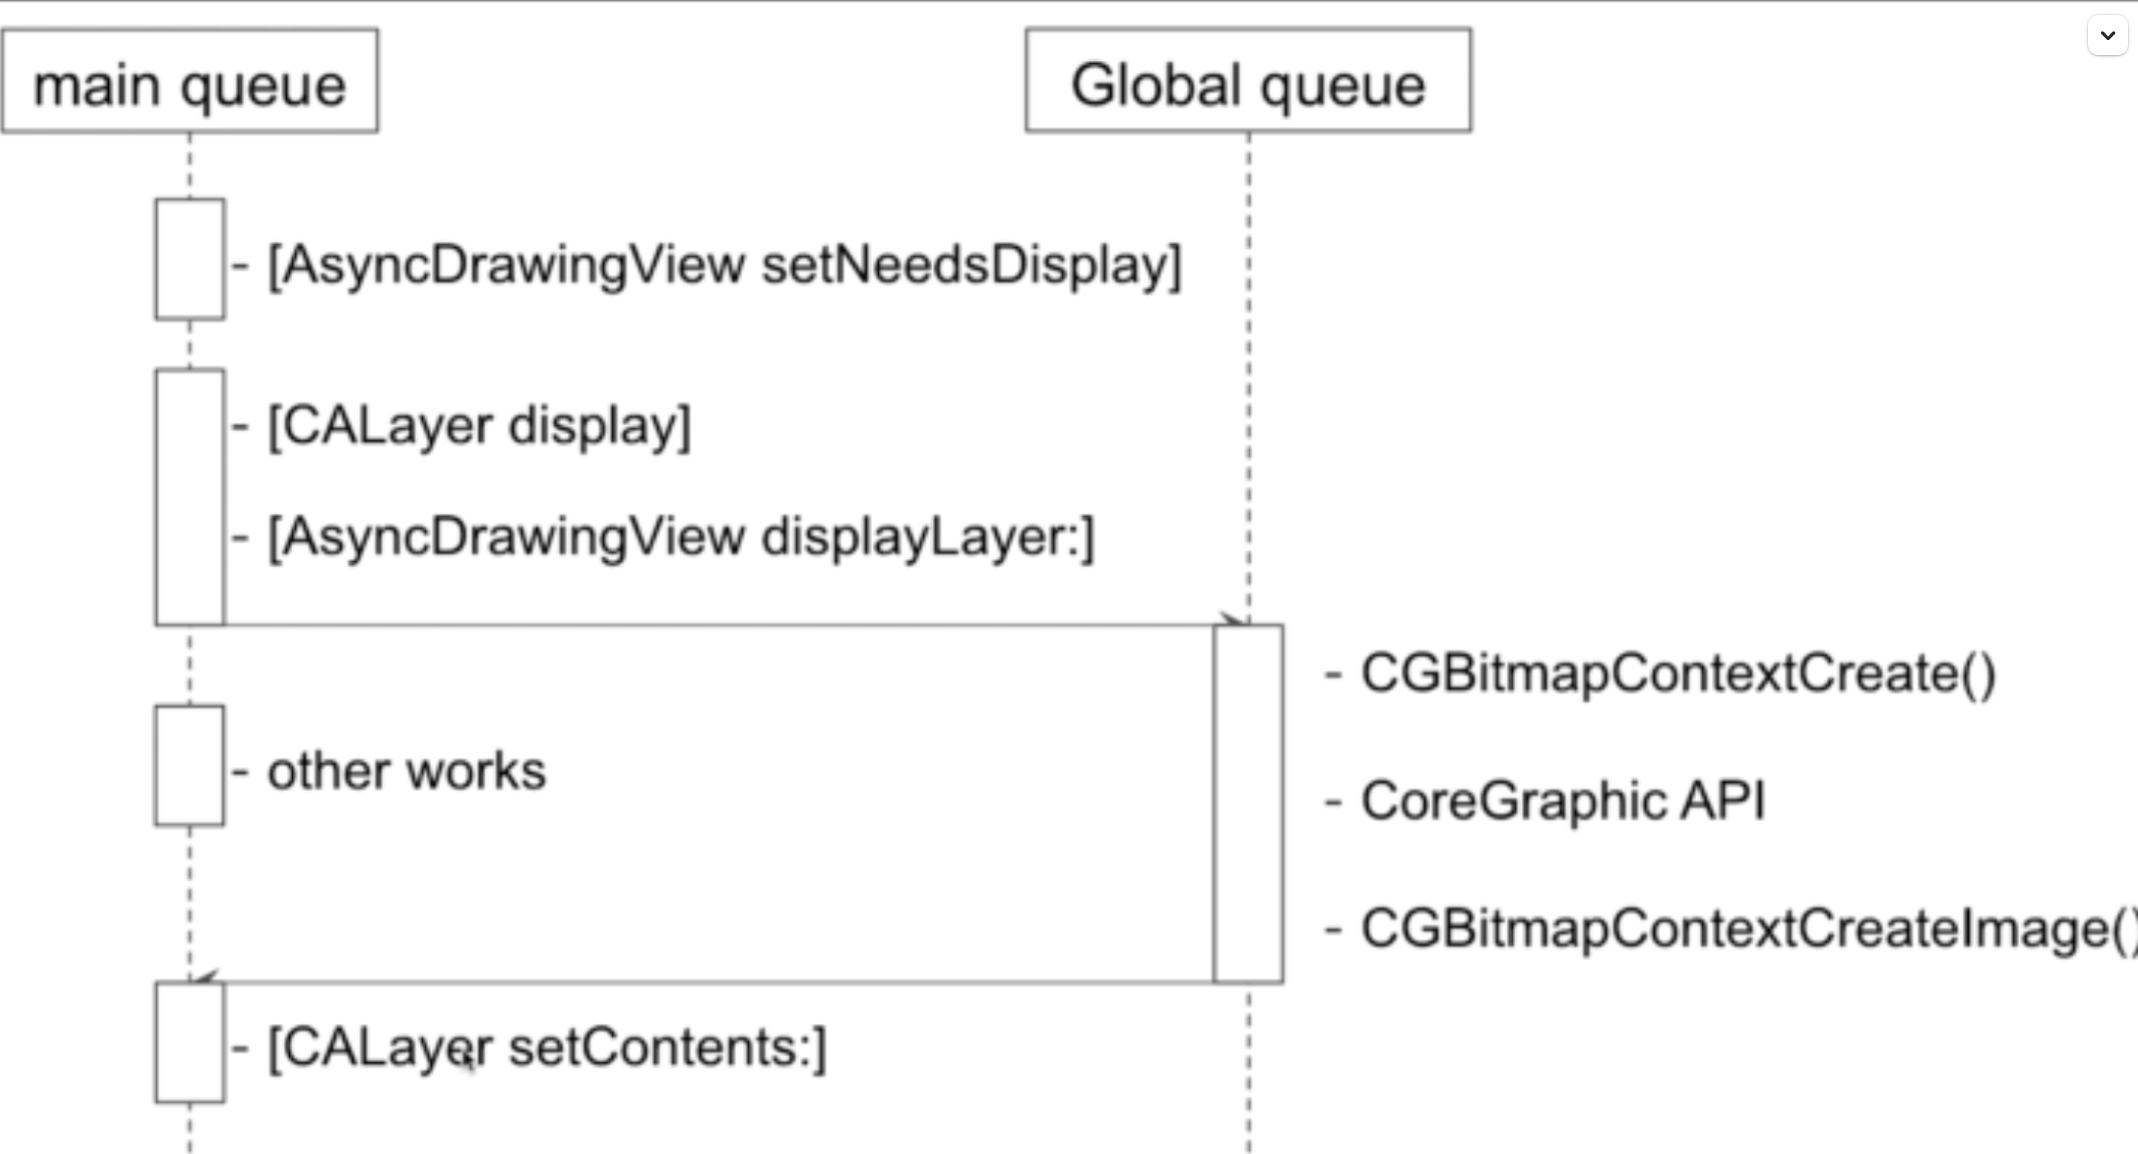 main queue
Global queue
- [AsyncDrawingView setNeedsDisplay]
- [CALayer display]
- [AsyncDrawingView displayLayer:]
- CGBitmapContextCreate()
- other works
- CoreGraphic API
- CGBitmapContextCreateImage()
- [CALayer setContents:]